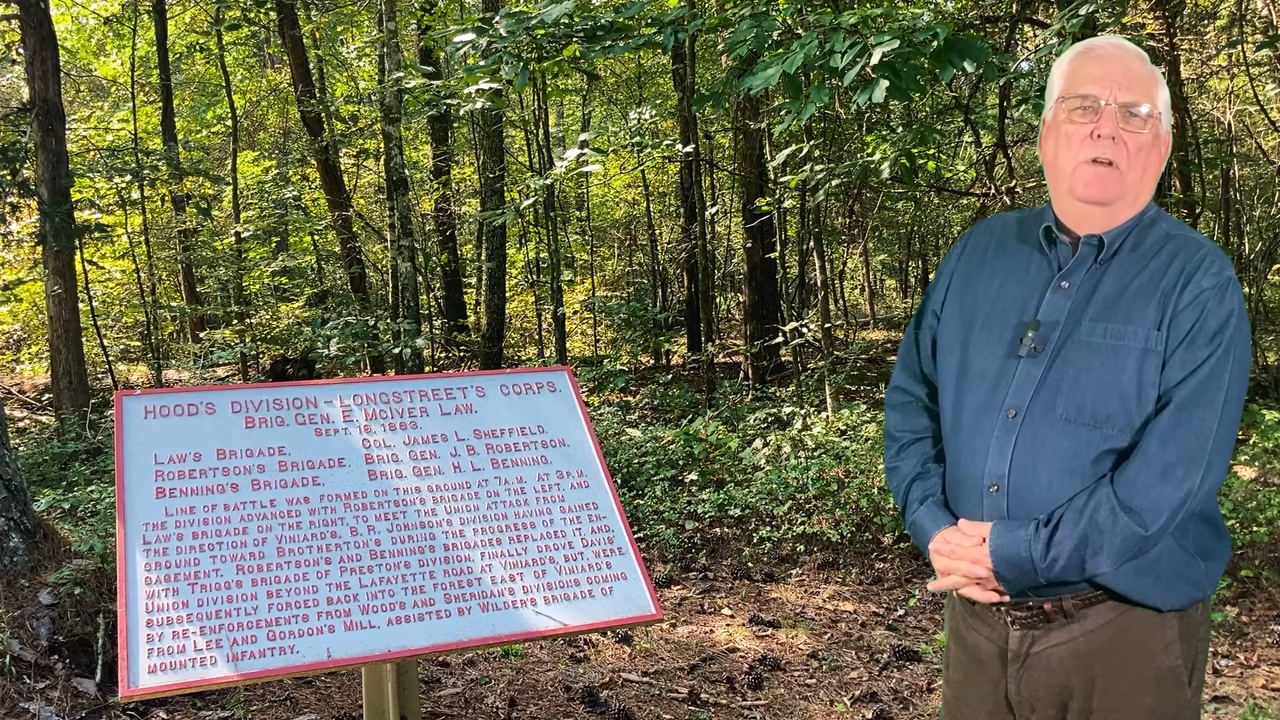 HOOD'S DIVISION - LONGSTREET'S CORPS.
BRIG. GEN. E. MCIVER LAW.
SEPT. 19, 1863.
LAW'S BRIGADE, COL. JAMES L. SHEFFIELD.
ROBERTSON'S BRIGADE, BRIG. GEN. J. B. ROBERTSON.
BENNING'S BRIGADE, BRIG. GEN. H. L. BENNING.
LINE OF BATTLE WAS FORMED ON THIS GROUND AT 7 A.M. AT 3 P.M.
THE DIVISION ADVANCED WITH ROBERTSON'S BRIGADE ON THE LEFT, AND
LAW'S BRIGADE ON THE RIGHT, TO MEET THE UNION ATTACK FROM
THE DIRECTION OF VINIARD'S. B. R. JOHNSON'S DIVISION HAVING GAINED
GROUND TOWARD BROTHERTON'S DURING THE PROGRESS OF THE EN-
GAGEMENT, ROBERTSON'S AND BENNING'S BRIGADES REPLACED IT, AND,
WITH TRIGG'S BRIGADE OF PRESTON'S DIVISION, FINALLY DROVE DAVIS'
UNION DIVISION BEYOND THE LAFAYETTE ROAD AT VINIARD'S, BUT, WERE
SUBSEQUENTLY FORCED BACK INTO THE FOREST EAST OF VINIARD'S
BY RE-ENFORCEMENTS FROM WOOD'S AND SHERIDAN'S DIVISIONS COMING
FROM LEE AND GORDON'S MILL, ASSISTED BY WILDER'S BRIGADE OF
MOUNTED INFANTRY.